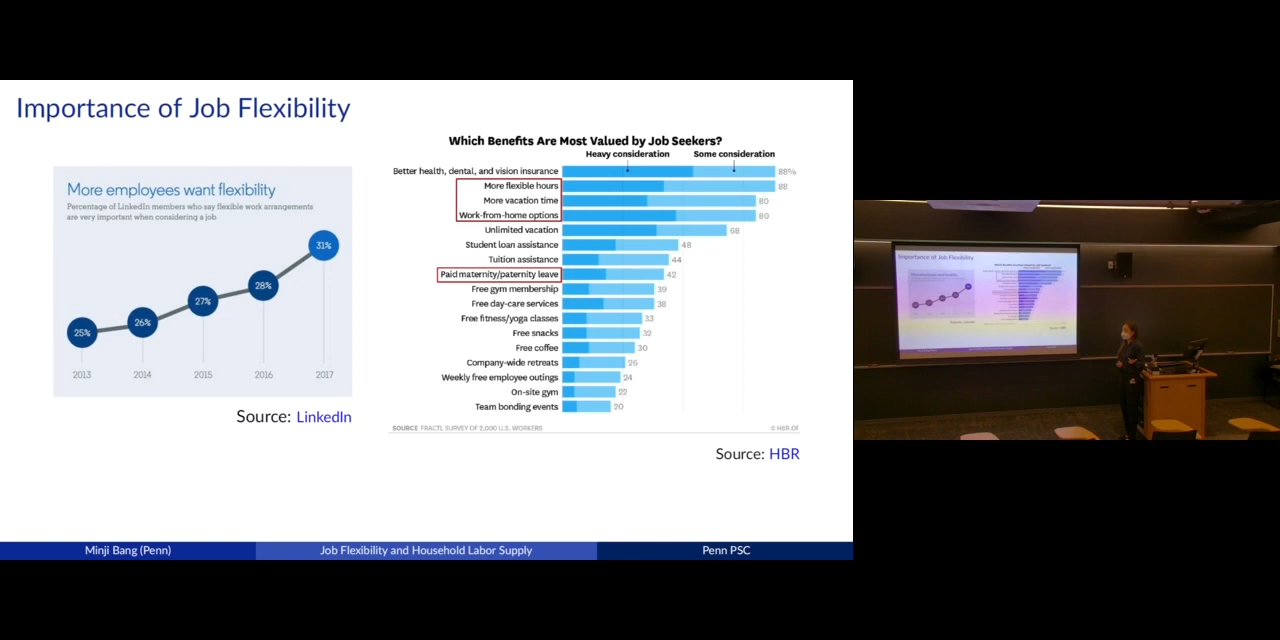 Importance of Job Flexibility
More employees want flexibility
Percentage of LinkedIn members who say flexible work arrangements
are very important when considering a job
25%
26%
27%
28%
31%
2013
2014
2015
2016
2017
Source: LinkedIn
Which Benefits Are Most Valued by Job Seekers?
Heavy consideration Some consideration
Better health, dental, and vision insurance 88%
More flexible hours 88
More vacation time 80
Work-from-home options 80
Unlimited vacation 68
Student loan assistance 48
Tuition assistance 44
Paid maternity/paternity leave 42
Free gym membership 39
Free day-care services 38
Free fitness/yoga classes 33
Free snacks 32
Free coffee 30
Company-wide retreats 26
Weekly free employee outings 24
On-site gym 22
Team bonding events 20
SOURCE FRACTL SURVEY OF 2,000 U.S. WORKERS
Source: HBR
Minji Bang (Penn)
Job Flexibility and Household Labor Supply
Penn PSC
Importance of Job Flexibility